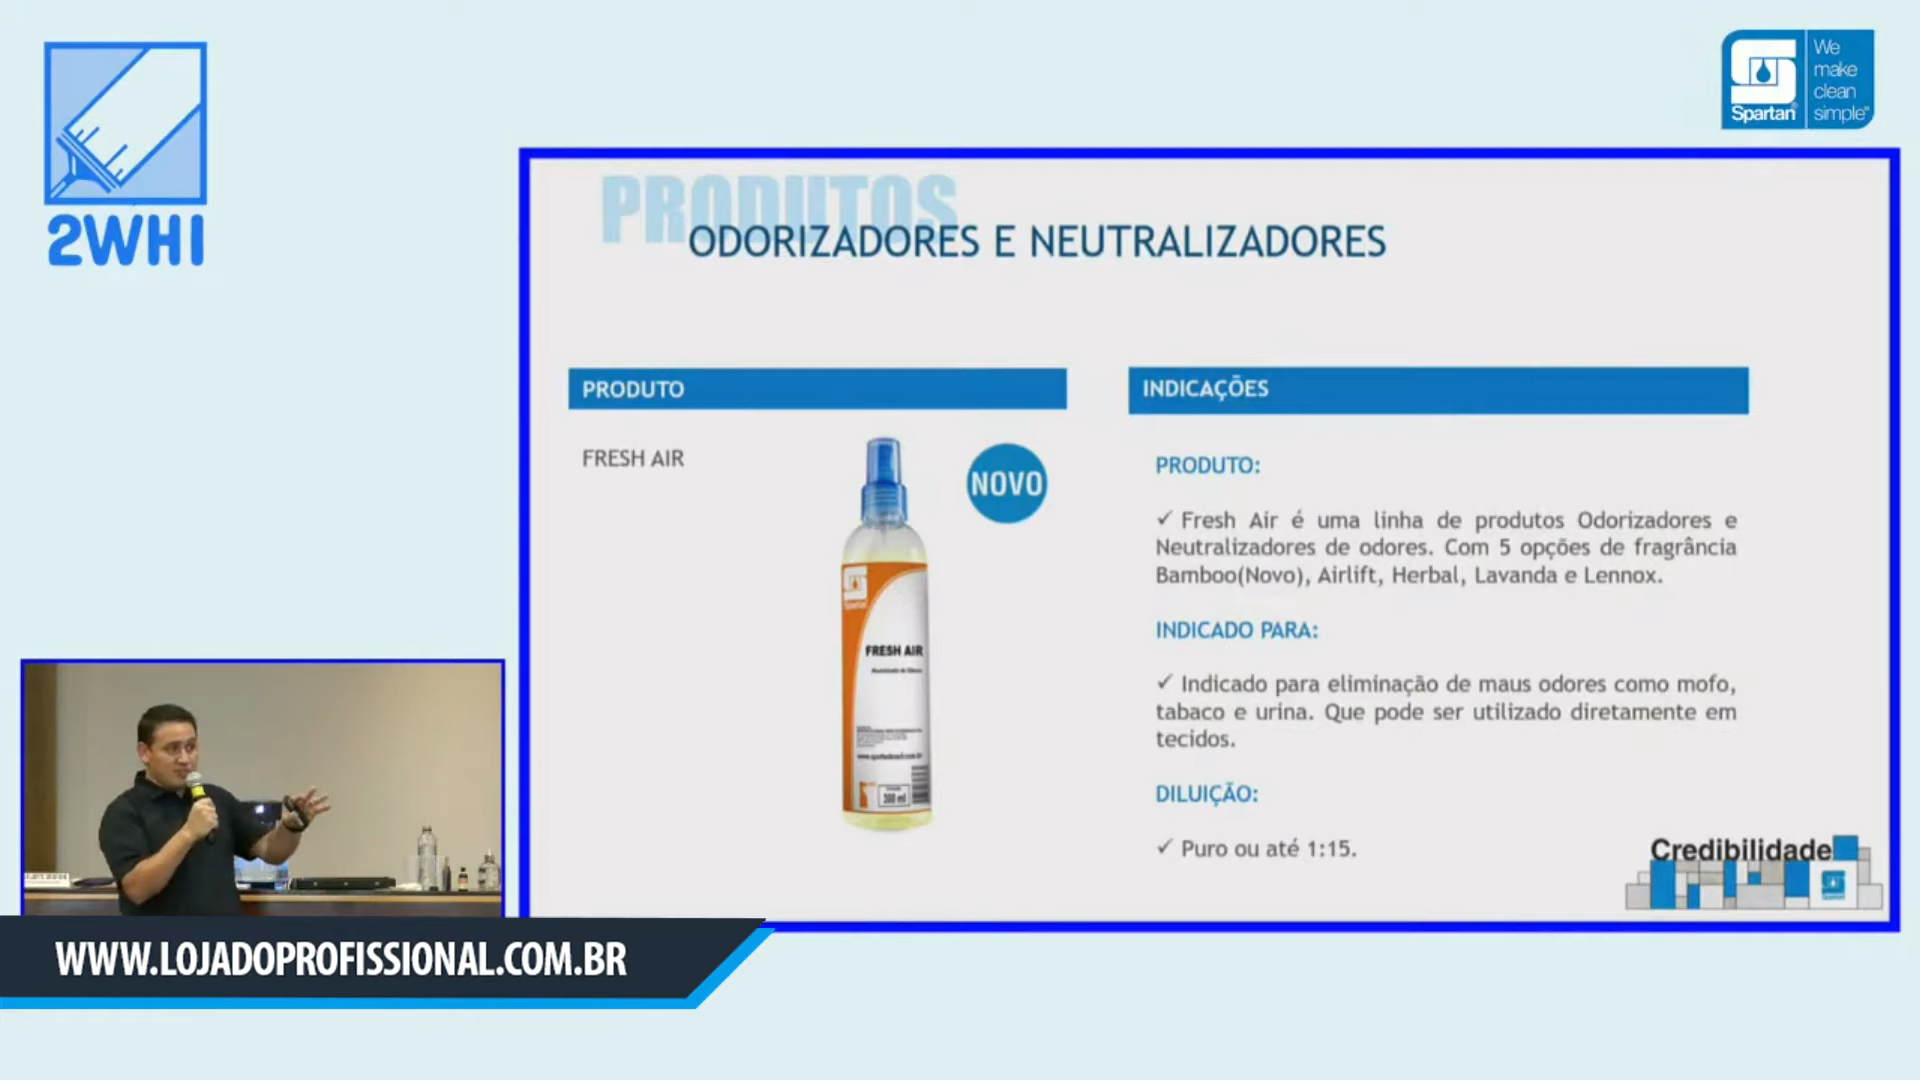 2WHI
We
make
clean
simple
Spartan
PRODUTOS
ODORIZADORES E NEUTRALIZADORES
PRODUTO
INDICAÇÕES
FRESH AIR
NOVO
Spartan
FRESH AIR
300 ml
PRODUTO:
✓ Fresh Air é uma linha de produtos Odorizadores e
Neutralizadores de odores. Com 5 opções de fragrância
Bamboo(Novo), Airlift, Herbal, Lavanda e Lennox.
INDICADO PARA:
✓ Indicado para eliminação de maus odores como mofo,
tabaco e urina. Que pode ser utilizado diretamente em
tecidos.
DILUIÇÃO:
✓ Puro ou até 1:15.
Credibilidade
WWW.LOJADOPROFISSIONAL.COM.BR